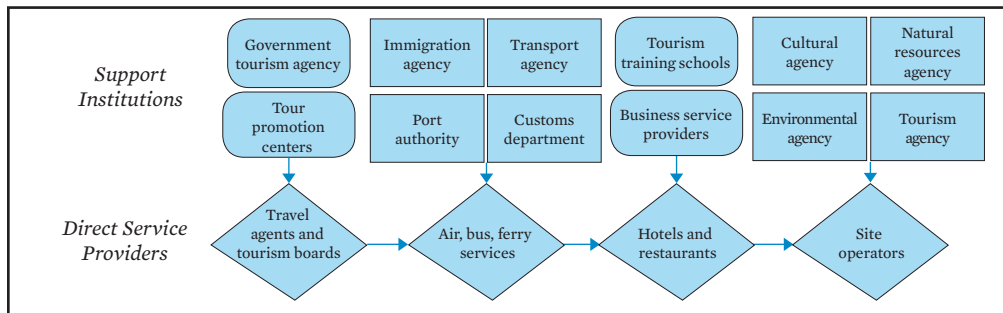 Support
Institutions
Government
tourism agency
Immigration
agency
Transport
agency
Tourism
training schools
Cultural
agency
Natural
resources
agency
Tour
promotion
centers
Port
authority
Customs
department
Business service
providers
Environmental
agency
Tourism
agency
Direct Service
Providers
Travel
agents and
tourism boards
Air, bus, ferry
services
Hotels and
restaurants
Site
operators